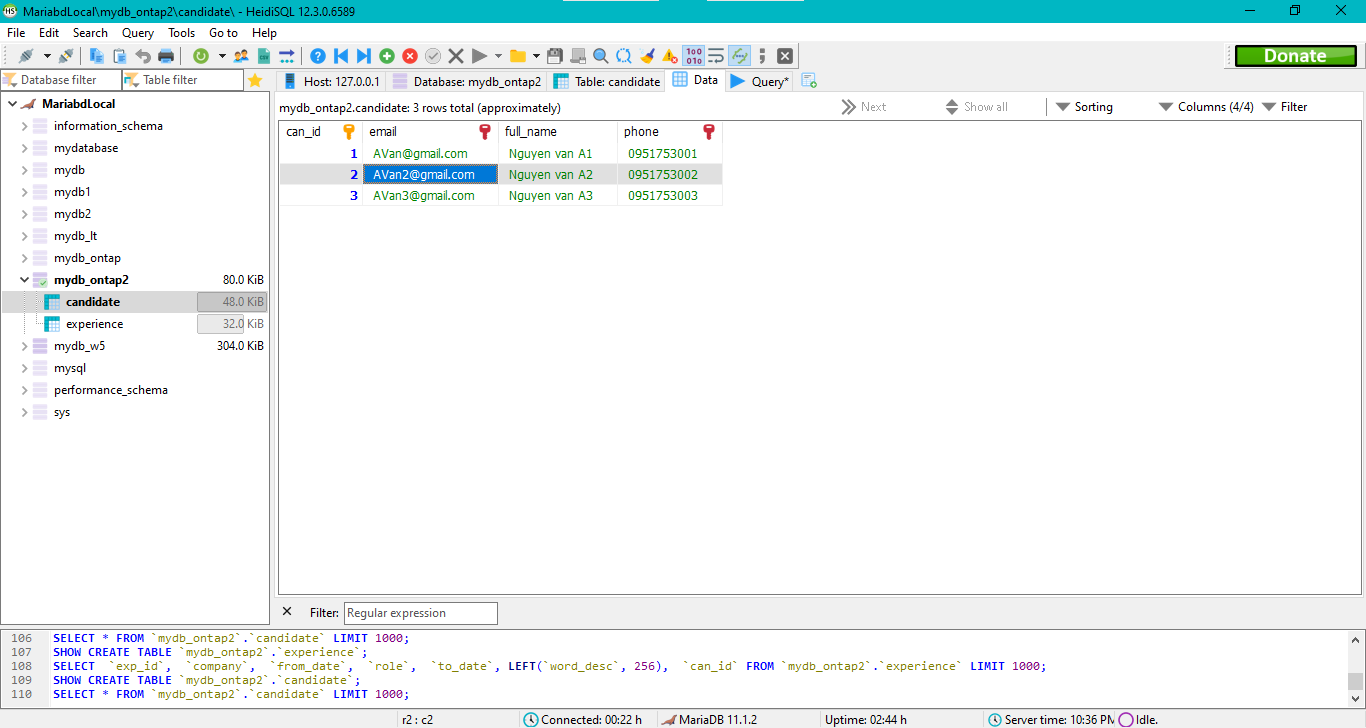 MariabdLocal\mydb_ontap2\candidate\ - HeidiSQL 12.3.0.6589
File Edit Search Query Tools Go to Help
Donate
Database filter Table filter
Host: 127.0.0.1 Database: mydb_ontap2 Table: candidate Data Query*
MariabdLocal
information_schema
mydatabase
mydb
mydb1
mydb2
mydb_lt
mydb_ontap
mydb_ontap2 80.0 KiB
candidate 48.0 KiB
experience 32.0 KiB
mydb_w5 304.0 KiB
mysql
performance_schema
sys
mydb_ontap2.candidate: 3 rows total (approximately) Next Show all Sorting Columns (4/4) Filter
can_id email full_name phone
1 AVan@gmail.com Nguyen van A1 0951753001
2 AVan2@gmail.com Nguyen van A2 0951753002
3 AVan3@gmail.com Nguyen van A3 0951753003
Filter: Regular expression
106 SELECT * FROM `mydb_ontap2`.`candidate` LIMIT 1000;
107 SHOW CREATE TABLE `mydb_ontap2`.`experience`;
108 SELECT `exp_id`, `company`, `from_date`, `role`, `to_date`, LEFT(`word_desc`, 256), `can_id` FROM `mydb_ontap2`.`experience` LIMIT 1000;
109 SHOW CREATE TABLE `mydb_ontap2`.`candidate`;
110 SELECT * FROM `mydb_ontap2`.`candidate` LIMIT 1000;
r2 : c2 Connected: 00:22 h MariaDB 11.1.2 Uptime: 02:44 h Server time: 10:36 PM Idle.